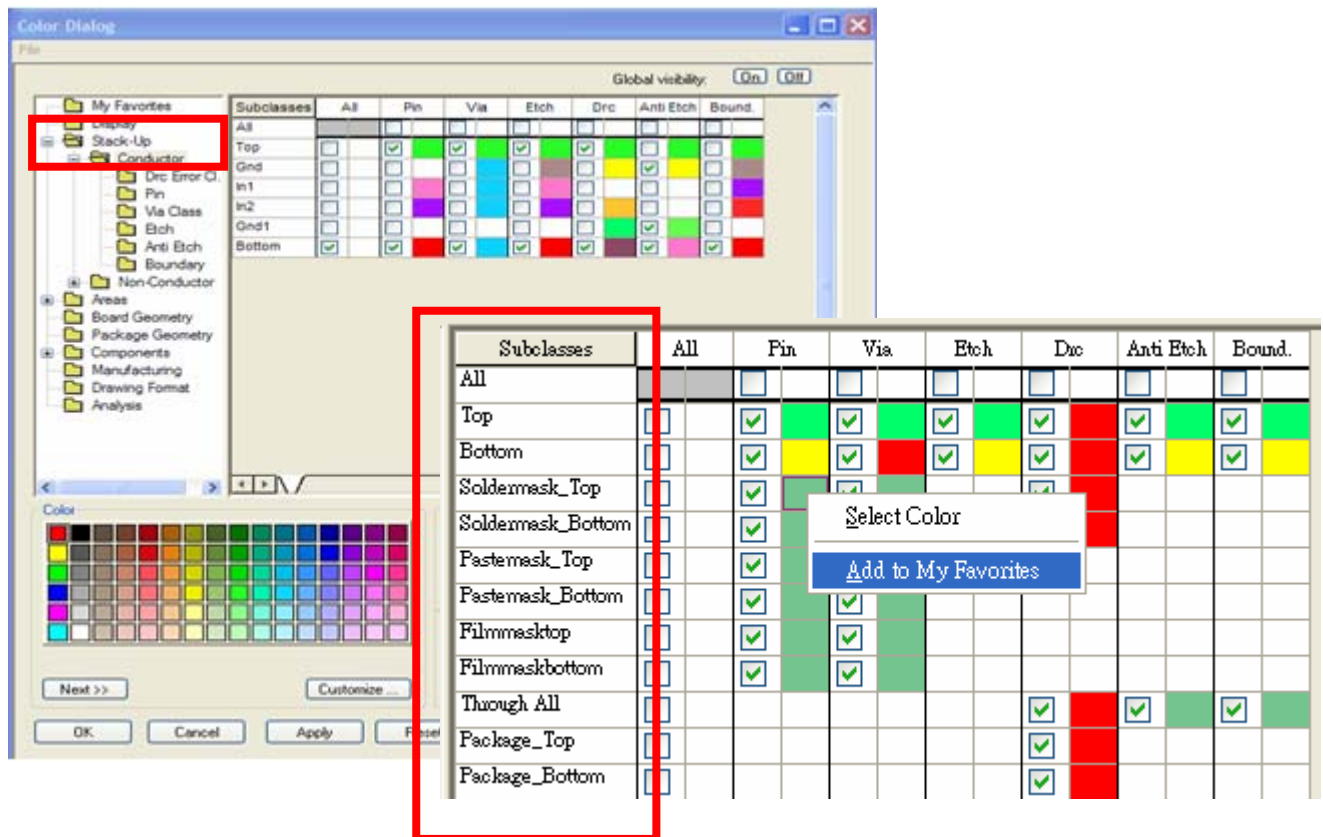 Color Dialog
File
Global visibility: On Off
My Favorites
Display
Stack-Up
Conductor
Drc Error Cl.
Pin
Via Class
Etch
Anti Etch
Boundary
Non-Conductor
Areas
Board Geometry
Package Geometry
Components
Manufacturing
Drawing Format
Analysis
Subclasses All Pin Via Etch Drc Anti Etch Bound.
All
Top
Gnd
In1
In2
Gnd1
Bottom
Color
Next >>
Customize ...
OK Cancel Apply
Subclasses All Pin Via Etch Drc Anti Etch Bound.
All
Top
Bottom
Soldermask_Top
Soldermask_Bottom
Pastemask_Top
Pastemask_Bottom
Filmmasktop
Filmmaskbottom
Through All
Package_Top
Package_Bottom
Select Color
Add to My Favorites